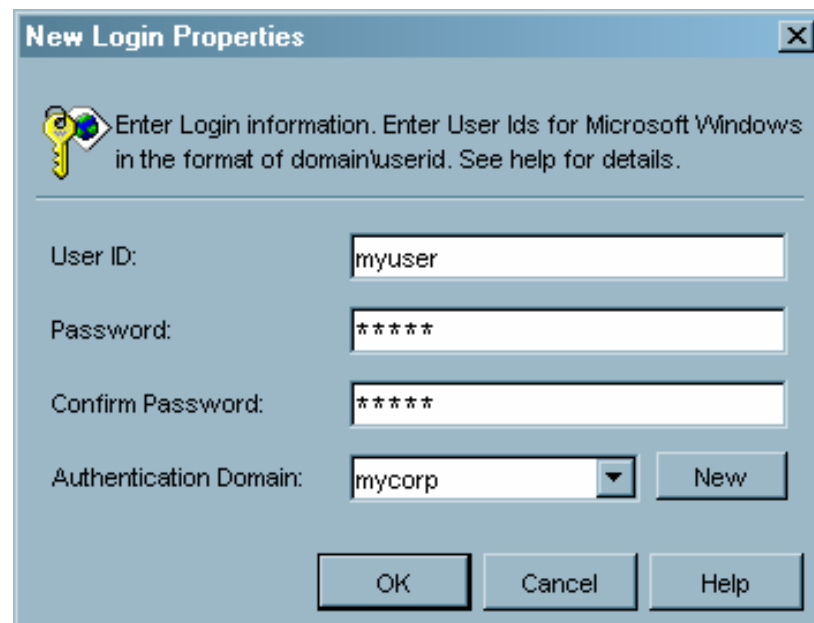 New Login Properties
Enter Login information. Enter User Ids for Microsoft Windows
in the format of domain\userid. See help for details.
User ID:
myuser
Password:
*****
Confirm Password:
*****
Authentication Domain:
mycorp
New
OK
Cancel
Help